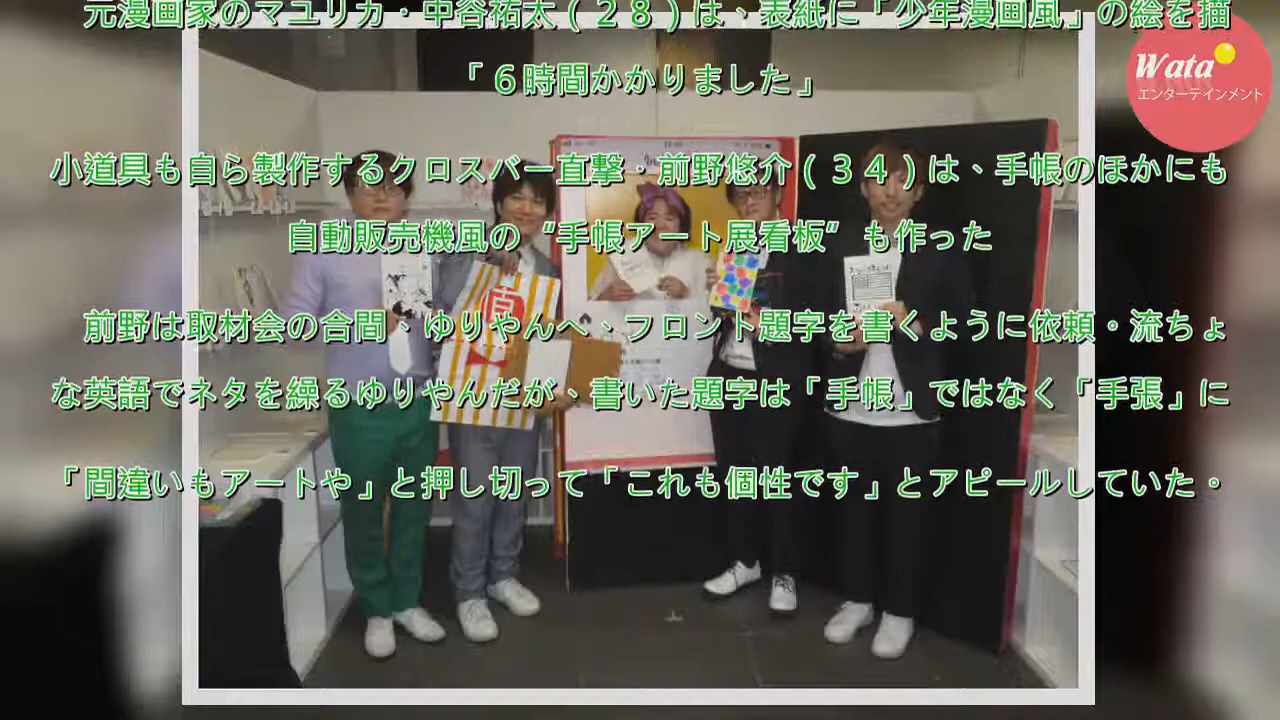 元漫画家のマユリカ・中谷祐太(28)は、表紙に「少年漫画風」の絵を描
「6時間かかりました」
Wata
エンターテインメント
小道具も自ら製作するクロスバー直撃・前野悠介(34)は、手帳のほかにも
自動販売機風の〝手帳アート展看板〞も作った
前野は取材会の合間、ゆりやんへ、フロント題字を書くように依頼・流ちょ
な英語でネタを繰るゆりやんだが、書いた題字は「手帳」ではなく「手張」に
「間違いもアートや」と押し切って「これも個性です」とアピールしていた・